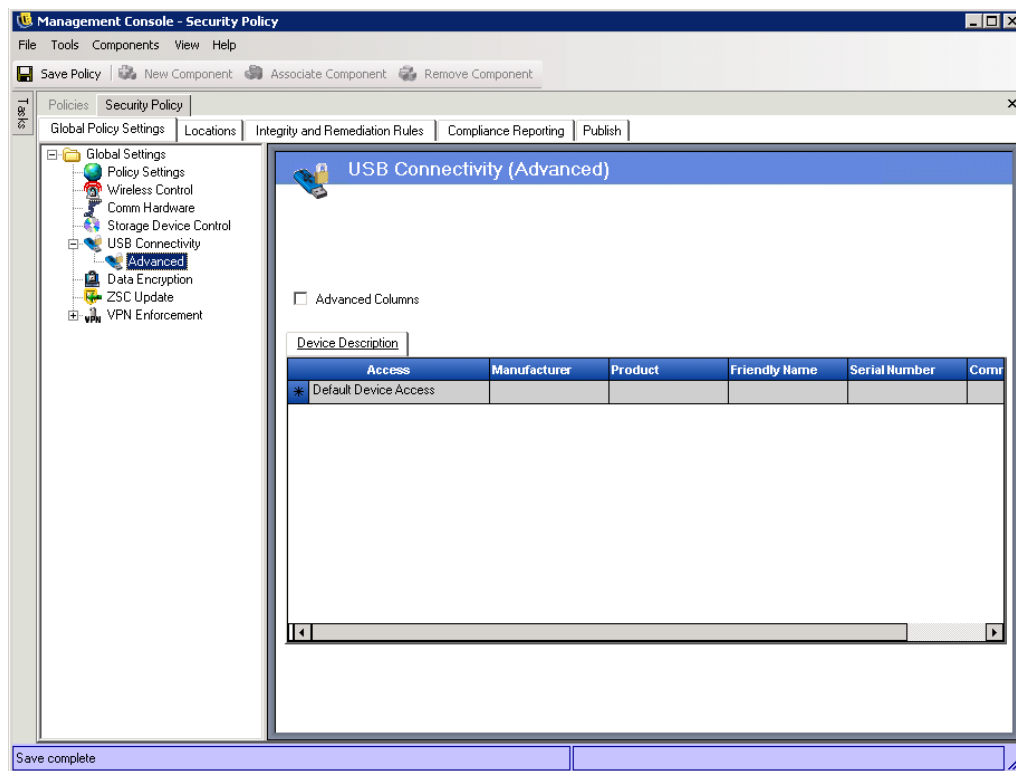 Management Console - Security Policy
File Tools Components View Help
Save Policy New Component Associate Component Remove Component
Tasks
Policies Security Policy
Global Policy Settings Locations Integrity and Remediation Rules Compliance Reporting Publish
Global Settings
Policy Settings
Wireless Control
Comm Hardware
Storage Device Control
USB Connectivity
Advanced
Data Encryption
ZSC Update
VPN VPN Enforcement
USB Connectivity (Advanced)
Advanced Columns
Device Description
Access Manufacturer Product Friendly Name Serial Number Comr
Default Device Access
Save complete